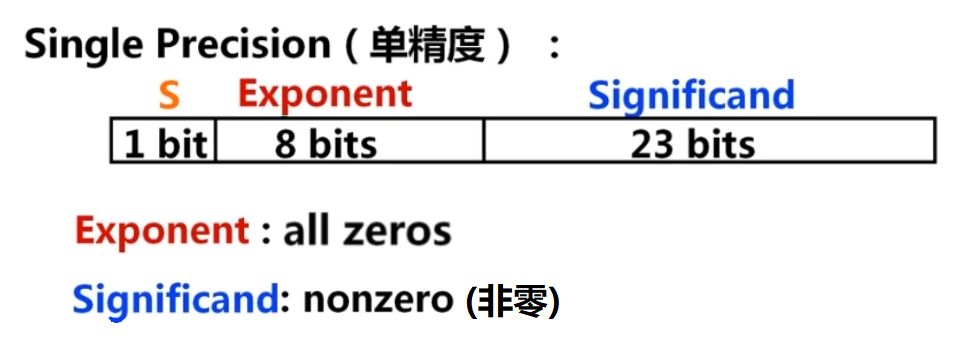 Single Precision（单精度）：
S Exponent Significand
1 bit 8 bits 23 bits
Exponent : all zeros
Significand: nonzero (非零)